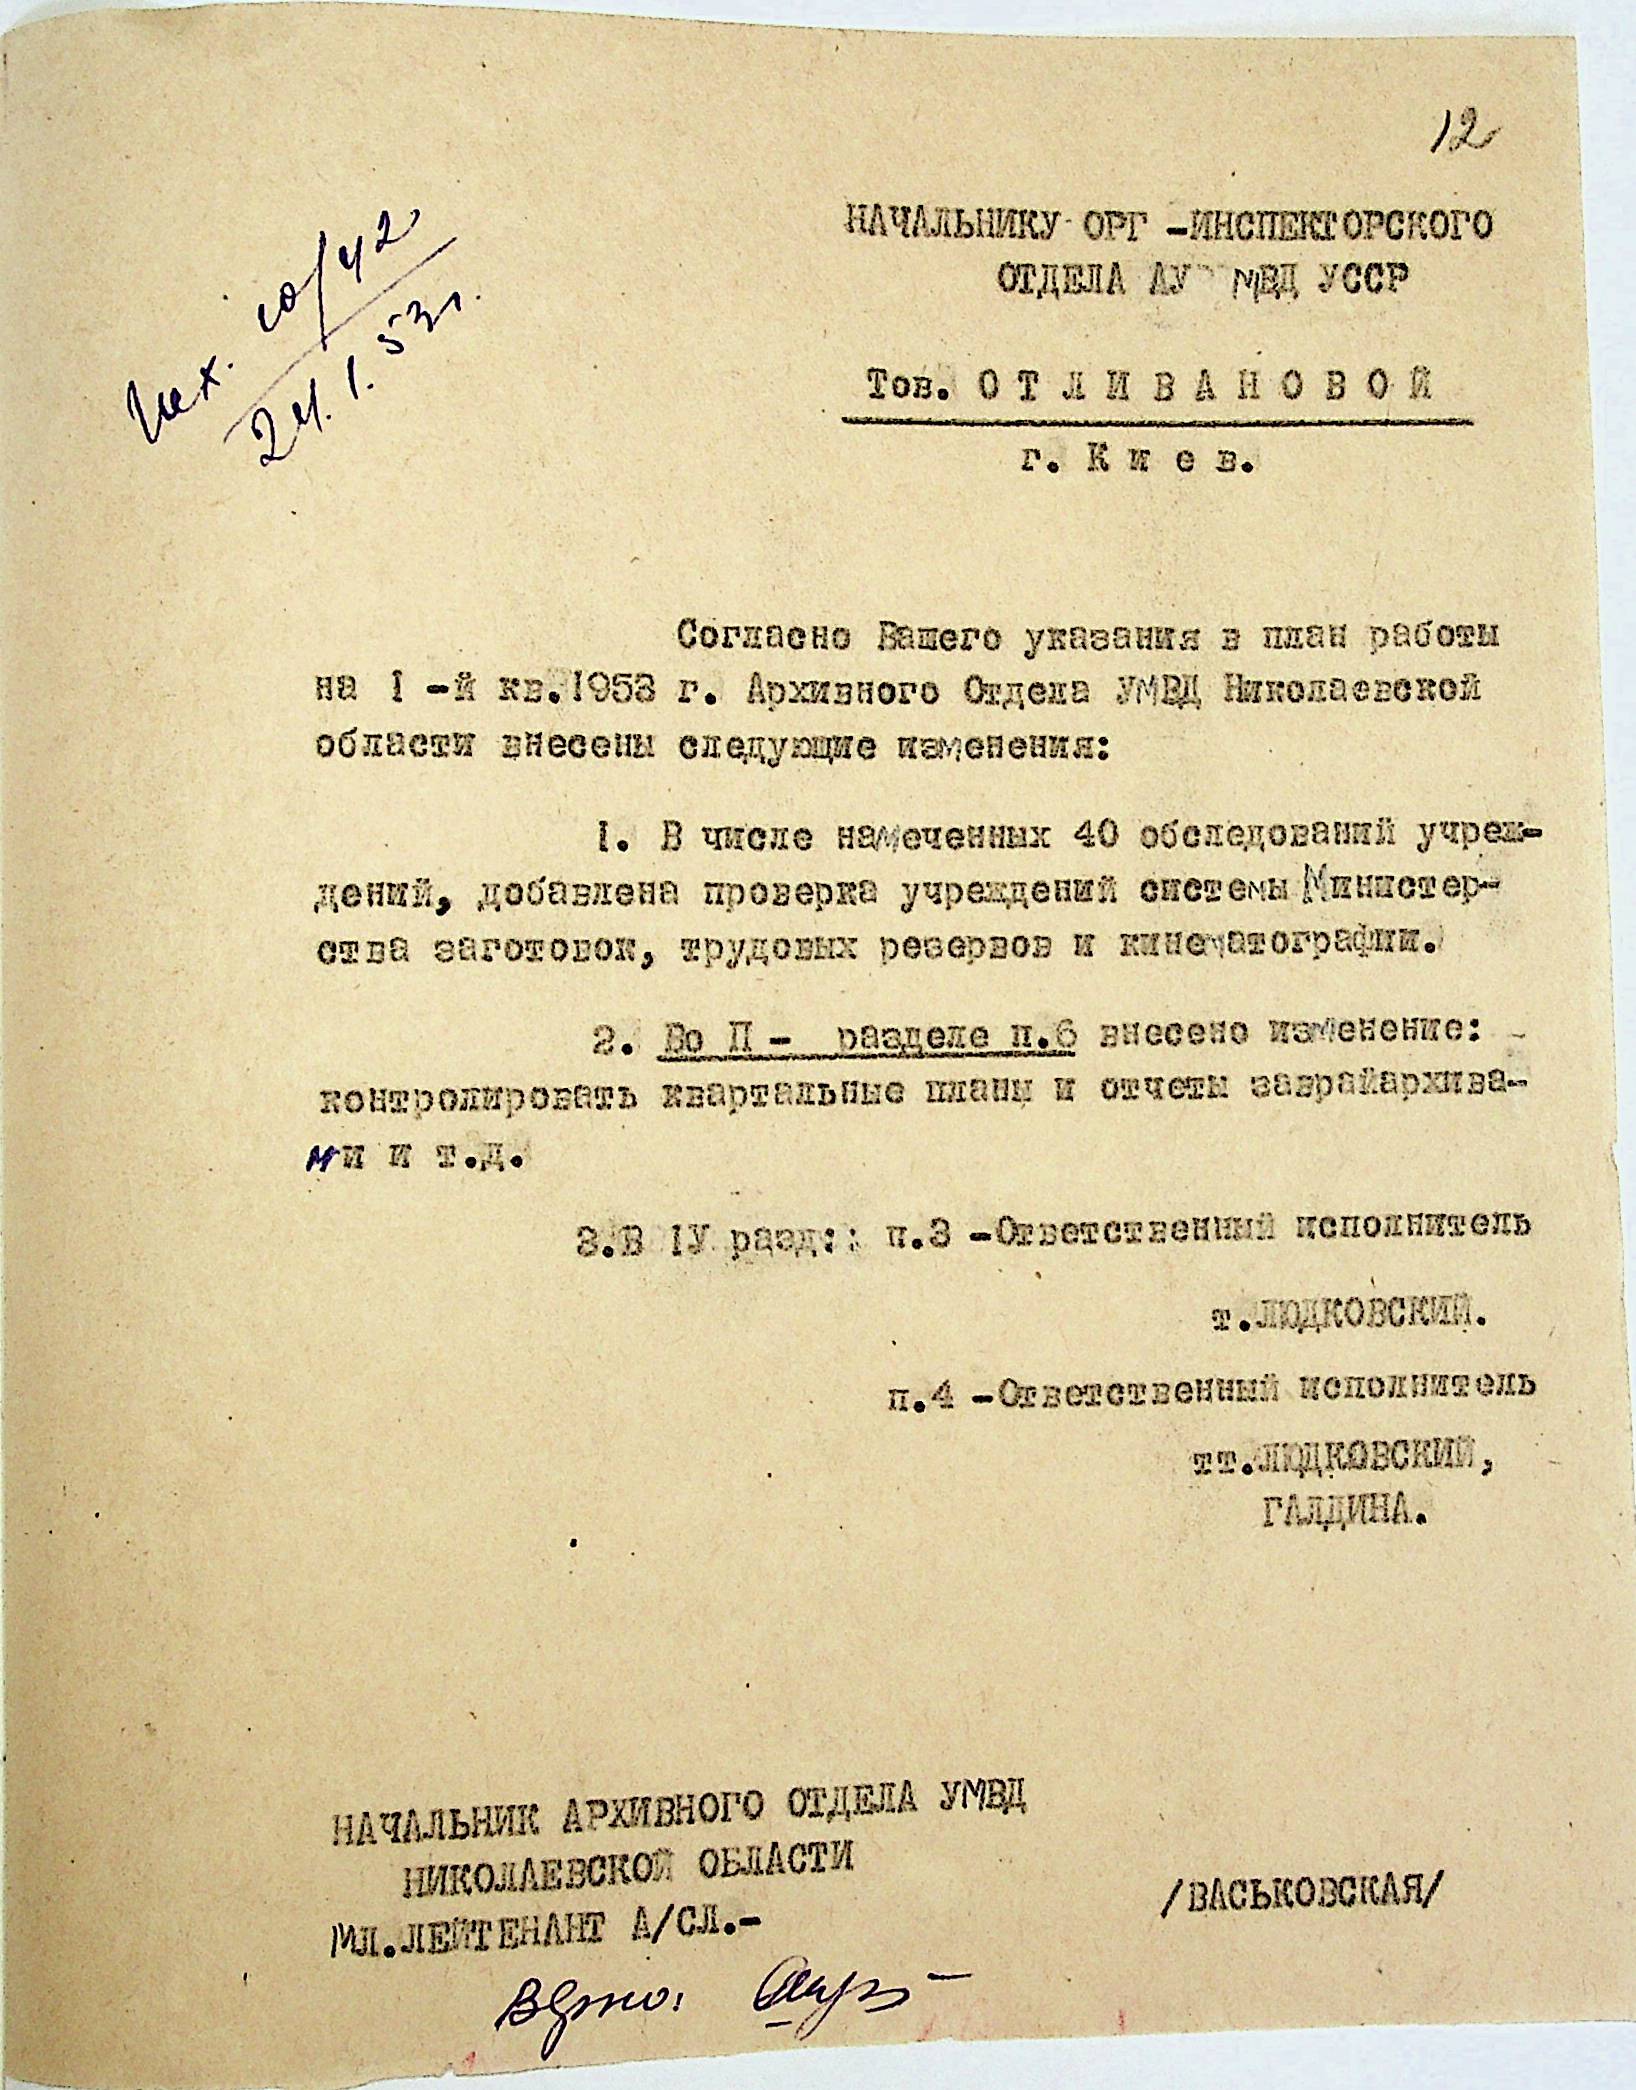 12
Исх. 10/42
24.1.53г.
НАЧАЛЬНИКУ ОРГ -ИНСПЕКТОРСКОГО
ОТДЕЛА АУ МВД УССР
Тов. О Т Л И В А Н О В О Й
г. К и е в.
Согласно Вашего указания в план работы
на I -й кв.1953 г. Архивного Отдела УМВД Николаевской
области внесены следующие изменения:
1. В числе намеченных 40 обследований учреж-
дений, добавлена проверка учреждений системы Министер-
ства заготовок, трудовых резервов и кинематографии.
2. Во П - разделе п.6 внесено изменение:
контролировать квартальные планы и отчеты заврайархива-
ми и т.д.
3.В IУ разд:: п.3 -Ответственный исполнитель
т.ЛЮДКОВСКИЙ.
п.4 -Ответственный исполнитель
тт.ЛЮДКОВСКИЙ,
ГАЛДИНА.
НАЧАЛЬНИК АРХИВНОГО ОТДЕЛА УМВД
НИКОЛАЕВСКОЙ ОБЛАСТИ
МЛ.ЛЕЙТЕНАНТ А/СЛ.-
/ВАСЬКОВСКАЯ/
Верно: